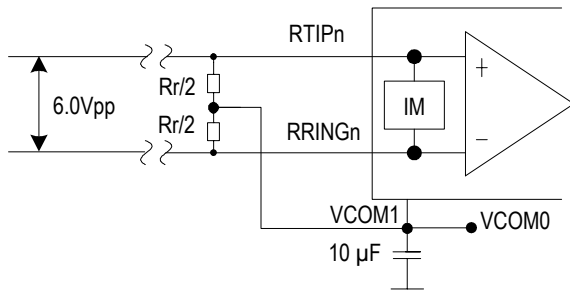 RTIPn
Rr/2
6.0Vpp
Rr/2
IM
+
−
RRINGn
VCOM1
VCOM0
10 µF